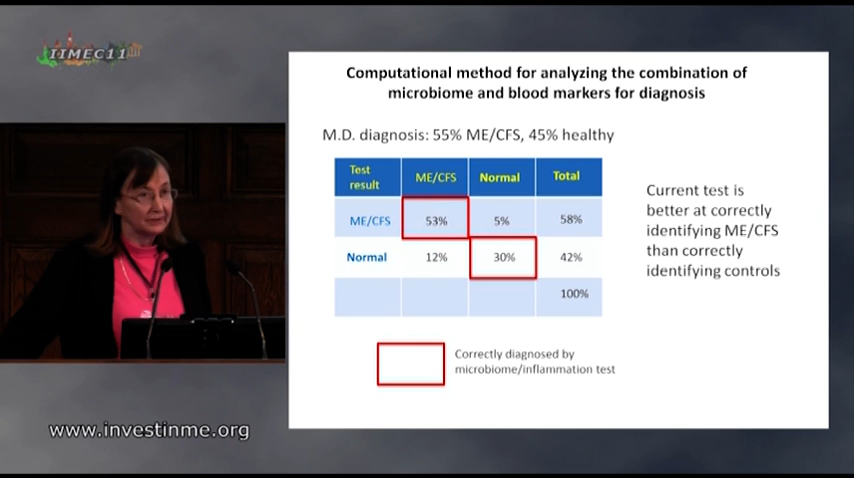 IIMEC11
Computational method for analyzing the combination of
microbiome and blood markers for diagnosis
M.D. diagnosis: 55% ME/CFS, 45% healthy
Test result ME/CFS Normal Total
ME/CFS 53% 5% 58%
Normal 12% 30% 42%
100%
Current test is
better at correctly
identifying ME/CFS
than correctly
identifying controls
Correctly diagnosed by
microbiome/inflammation test
www.investinme.org